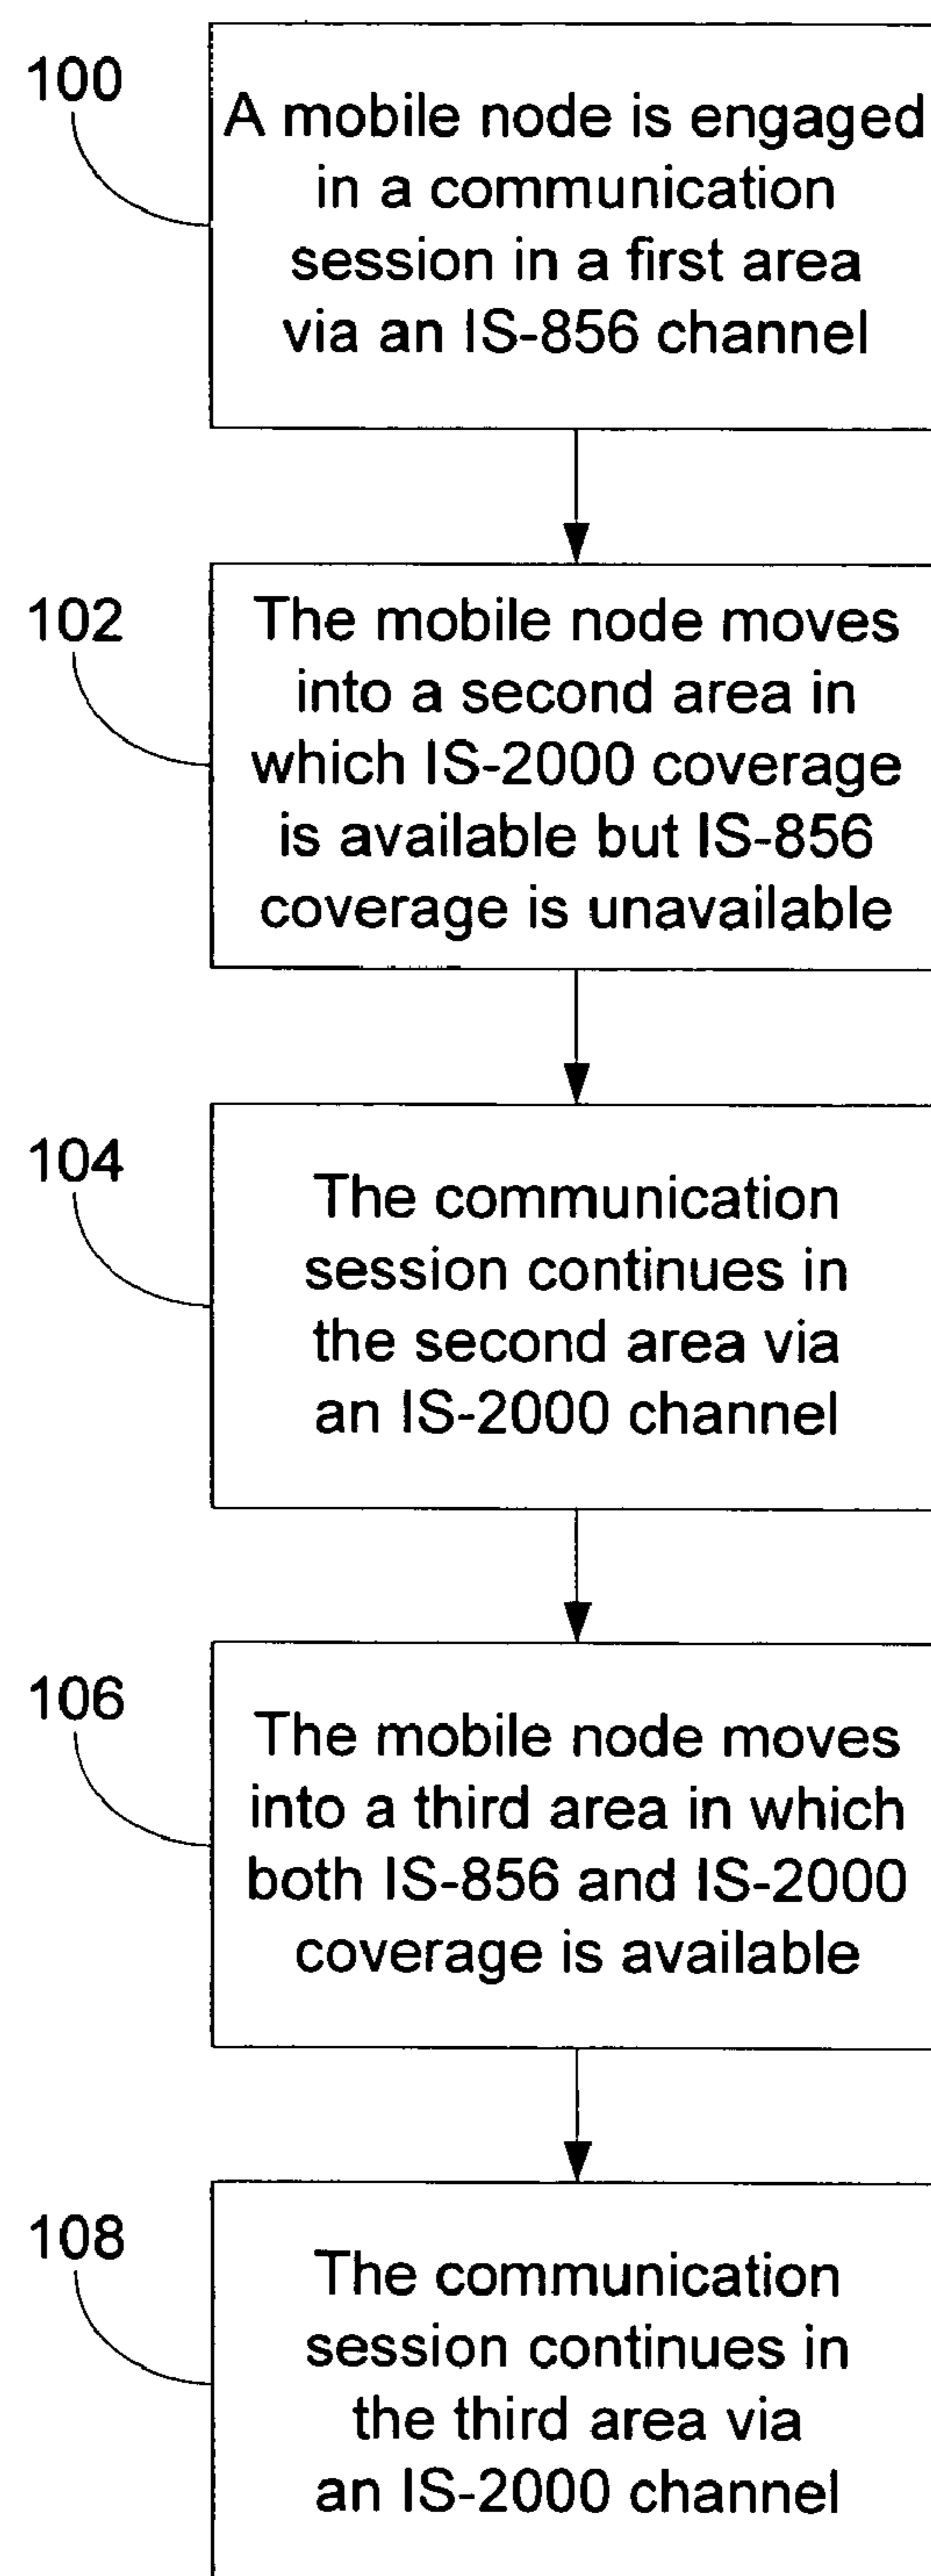 100
A mobile node is engaged
in a communication
session in a first area
via an IS-856 channel
102
The mobile node moves
into a second area in
which IS-2000 coverage
is available but IS-856
coverage is unavailable
104
The communication
session continues in
the second area via
an IS-2000 channel
106
The mobile node moves
into a third area in which
both IS-856 and IS-2000
coverage is available
108
The communication
session continues in
the third area via
an IS-2000 channel